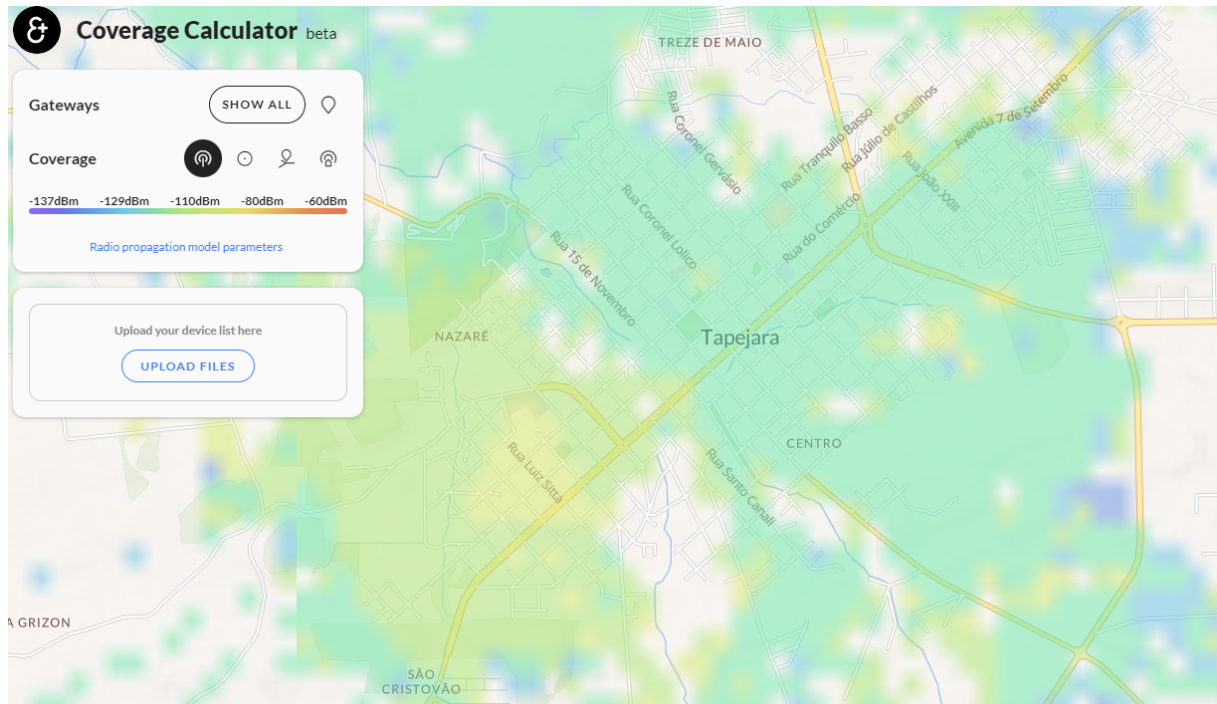 Coverage Calculator beta
Gateways
SHOW ALL
Coverage
-137dBm -129dBm -110dBm -80dBm -60dBm
Radio propagation model parameters
Upload your device list here
UPLOAD FILES
TREZE DE MAIO
Rua Coronel Gervásio
Rua Tranquilo Basso
Rua Júlio de Castilhos
Avenida 7 de Setembro
Rua João XXIII
Rua Coronel Lolico
Rua do Comércio
Rua 15 de Novembro
NAZARÉ
Tapejara
CENTRO
Rua Luiz Sitta
Rua Santo Canali
A GRIZON
SÃO
CRISTOVÃO